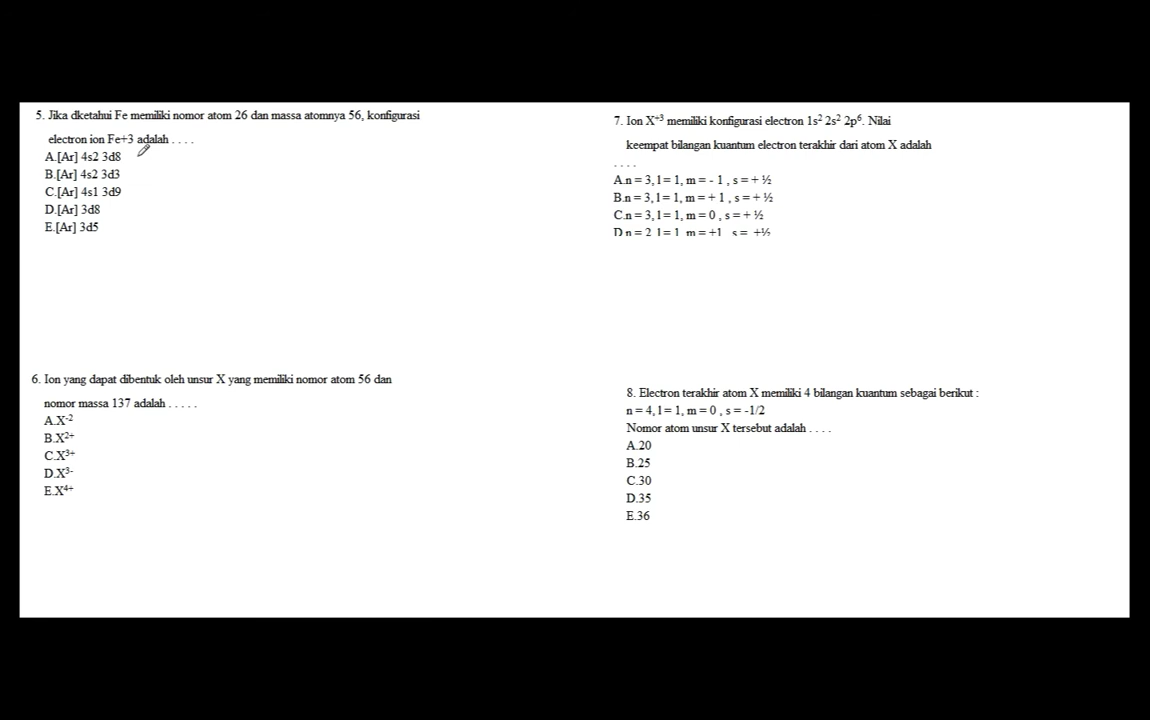 5. Jika dketahui Fe memiliki nomor atom 26 dan massa atomnya 56, konfigurasi
electron ion Fe+3 adalah . . . .
A.[Ar] 4s2 3d8
B.[Ar] 4s2 3d3
C.[Ar] 4s1 3d9
D.[Ar] 3d8
E.[Ar] 3d5
6. Ion yang dapat dibentuk oleh unsur X yang memiliki nomor atom 56 dan
nomor massa 137 adalah . . . . .
A.X⁻²
B.X²⁺
C.X³⁺
D.X³⁻
E.X⁴⁺
7. Ion X⁺³ memiliki konfigurasi electron 1s² 2s² 2p⁶. Nilai
keempat bilangan kuantum electron terakhir dari atom X adalah
. . . .
A.n = 3, l = 1, m = - 1 , s = + ½
B.n = 3, l = 1, m = + 1 , s = + ½
C.n = 3, l = 1, m = 0 , s = + ½
D n = 2 l = 1 m = +1 s = +½
8. Electron terakhir atom X memiliki 4 bilangan kuantum sebagai berikut :
n = 4, l = 1, m = 0 , s = -1/2
Nomor atom unsur X tersebut adalah . . . .
A.20
B.25
C.30
D.35
E.36